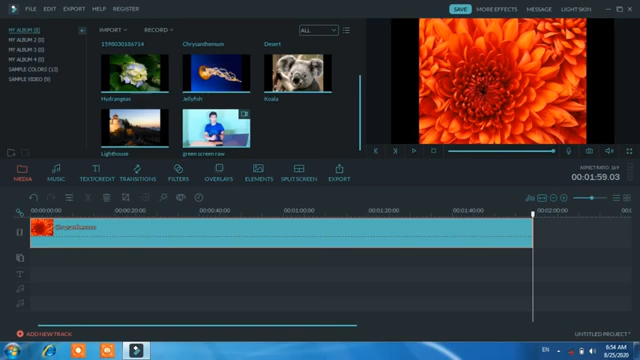 FILE EDIT EXPORT HELP REGISTER SAVE MORE EFFECTS MESSAGE LIGHT SKIN
MY ALBUM (8)
MY ALBUM 2 (0)
MY ALBUM 3 (0)
MY ALBUM 4 (0)
SAMPLE COLORS (13)
SAMPLE VIDEO (9)
IMPORT RECORD ALL
1598030186714 Chrysanthemum Desert
Hydrangeas Jellyfish Koala
Lighthouse green screen raw
MEDIA MUSIC TEXT/CREDIT TRANSITIONS FILTERS OVERLAYS ELEMENTS SPLIT SCREEN EXPORT
ASPECT RATIO 16:9
00:01:59.03
00:00:00:00 00:00:20:00 00:00:40:00 00:01:00:00 00:01:20:00 00:01:40:00 00:02:00:00
Chrysanthemum
ADD NEW TRACK UNTITLED PROJECT*
EN 6:54 AM
8/25/2020